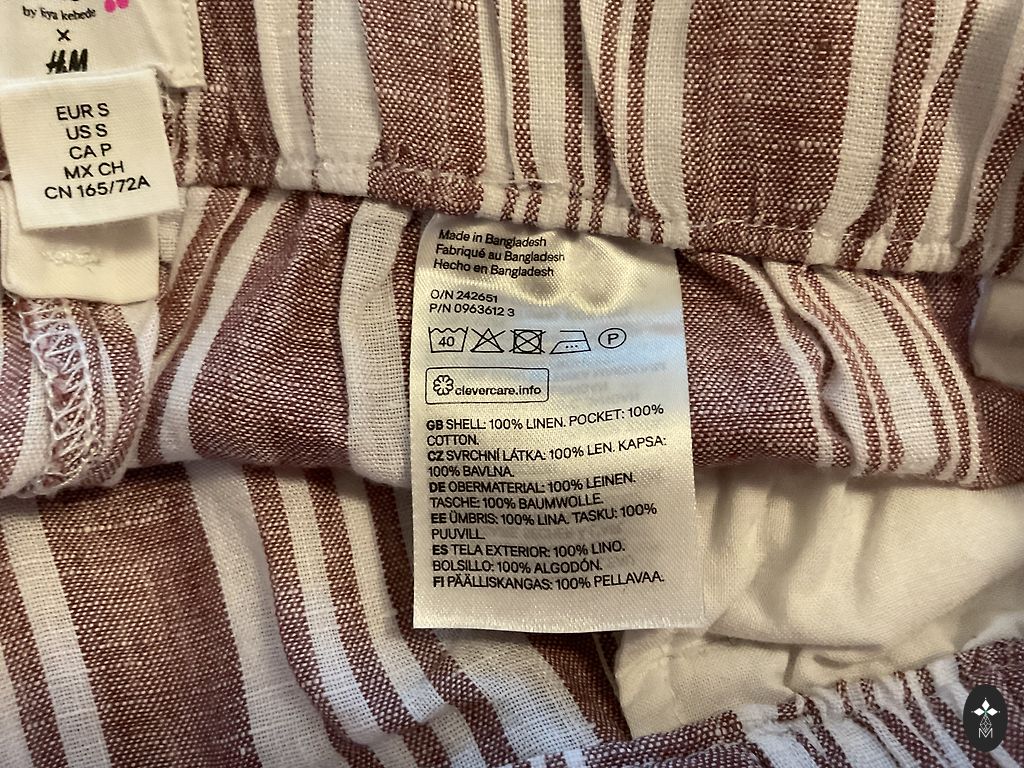 by liya kebede
×
H&M
EUR S
US S
CA P
MX CH
CN 165/72A
Made in Bangladesh
Fabriqué au Bangladesh
Hecho en Bangladesh
O/N 242651
P/N 0963612 3
40
P
clevercare.info
GB SHELL: 100% LINEN. POCKET: 100%
COTTON.
CZ SVRCHNÍ LÁTKA: 100% LEN. KAPSA:
100% BAVLNA.
DE OBERMATERIAL: 100% LEINEN.
TASCHE: 100% BAUMWOLLE.
EE ÜMBRIS: 100% LINA. TASKU: 100%
PUUVILL.
ES TELA EXTERIOR: 100% LINO.
BOLSILLO: 100% ALGODÓN.
FI PÄÄLLISKANGAS: 100% PELLAVAA.
M